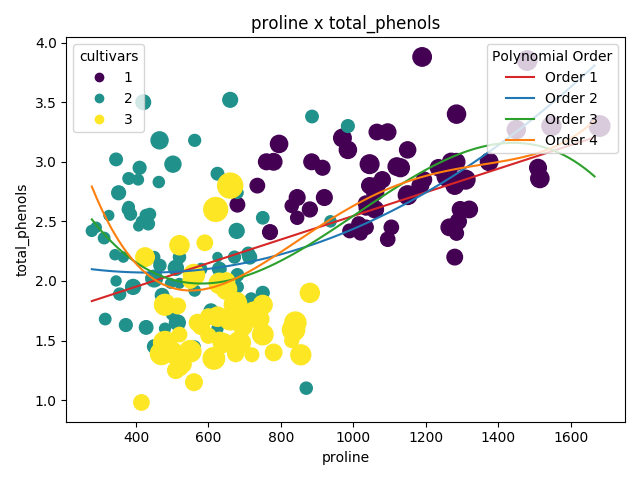 proline x total_phenols
cultivars
1
2
3
Polynomial Order
Order 1
Order 2
Order 3
Order 4
total_phenols
4.0
3.5
3.0
2.5
2.0
1.5
1.0
400 600 800 1000 1200 1400 1600
proline